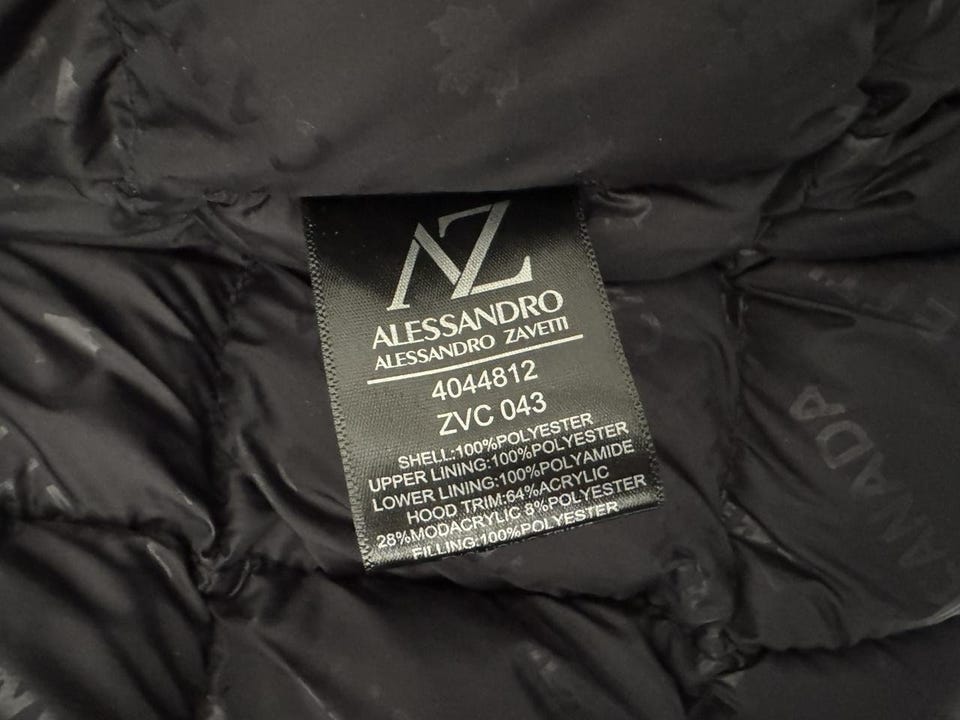 AZ
ALESSANDRO
ALESSANDRO ZAVETTI
4044812
ZVC 043
SHELL:100%POLYESTER
UPPER LINING:100%POLYESTER
LOWER LINING:100%POLYAMIDE
HOOD TRIM:64%ACRYLIC
28%MODACRYLIC 8%POLYESTER
FILLING:100%POLYESTER